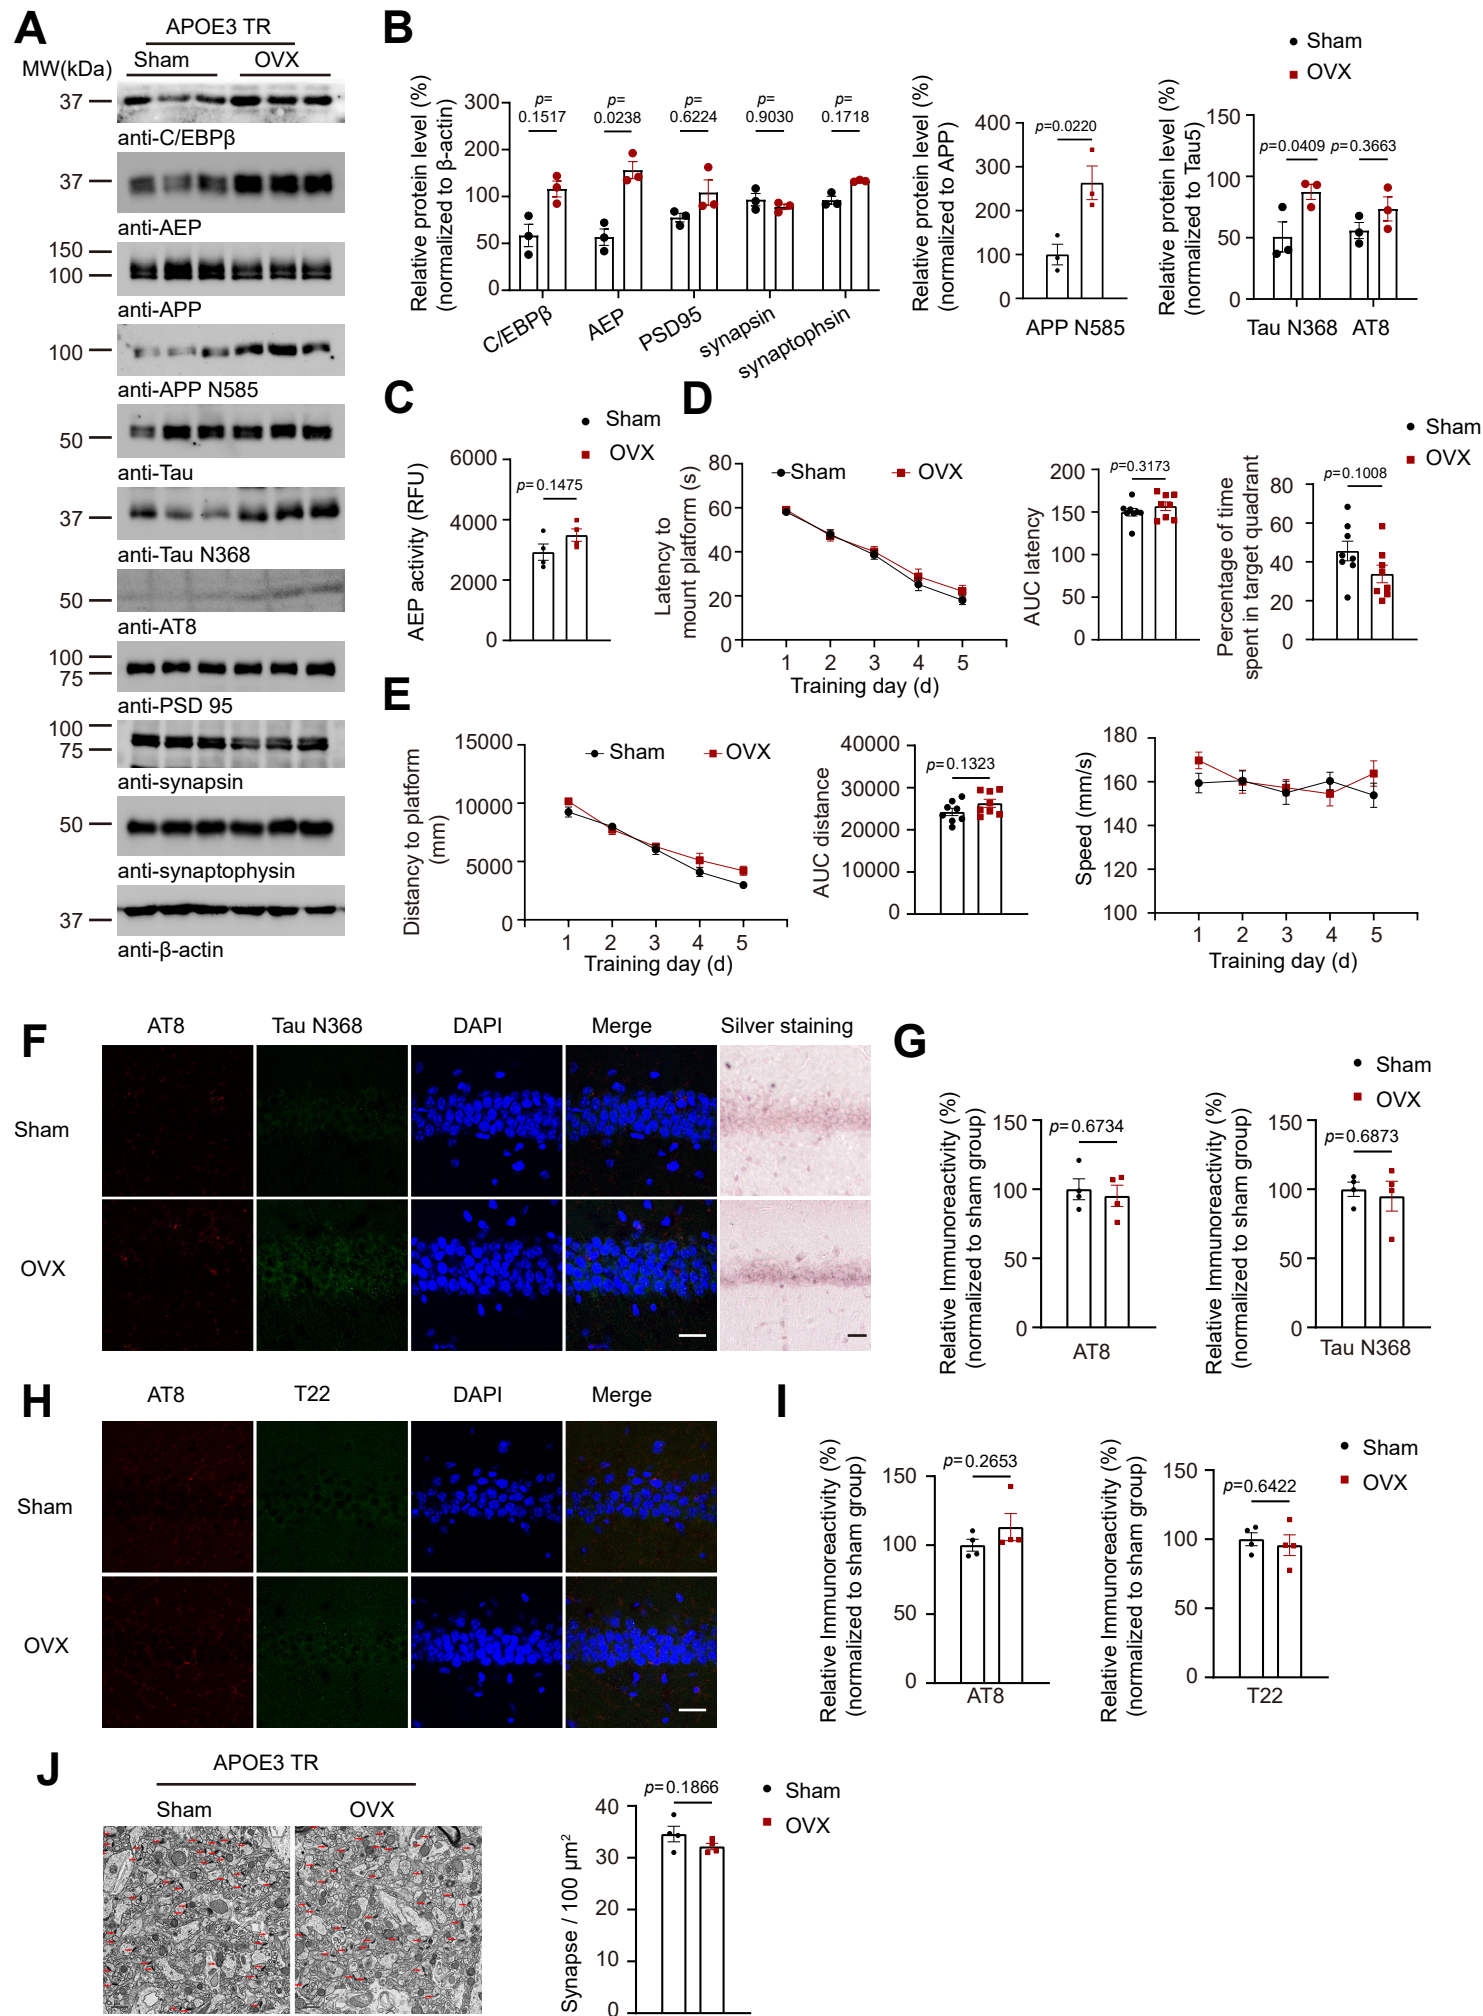 A
APOE3 TR
Sham OVX
MW(kDa)
37
anti-C/EBPβ
37
anti-AEP
150
100
anti-APP
100
anti-APP N585
50
anti-Tau
37
anti-Tau N368
50
anti-AT8
100
75
anti-PSD 95
100
75
anti-synapsin
50
anti-synaptophysin
37
anti-β-actin
B
Sham
OVX
Relative protein level (%)
(normalized to β-actin)
300
200
100
50
0
p=
0.1517
p=
0.0238
p=
0.6224
p=
0.9030
p=
0.1718
C/EBPβ
AEP
PSD95
synapsin
synaptophsin
Relative protein level (%)
(normalized to APP)
400
300
200
100
0
p=0.0220
APP N585
Relative protein level (%)
(normalized to Tau5)
150
100
50
0
p=0.0409
p=0.3663
Tau N368 AT8
C
Sham
OVX
AEP activity (RFU)
6000
4000
2000
0
p=0.1475
D
Latency to
mount platform (s)
80
60
40
20
0
Sham OVX
1 2 3 4 5
Training day (d)
AUC latency
200
150
100
50
0
p=0.3173
Sham
OVX
Percentage of time
spent in target quadrant
80
60
40
20
0
p=0.1008
E
Distancy to platform
(mm)
15000
10000
5000
0
Sham OVX
1 2 3 4 5
Training day (d)
AUC distance
40000
30000
20000
10000
0
p=0.1323
Speed (mm/s)
180
160
140
120
100
1 2 3 4 5
Training day (d)
F
AT8 Tau N368 DAPI Merge Silver staining
Sham
OVX
G
Sham
OVX
Relative Immunoreactivity (%)
(normalized to sham group)
150
100
50
0
p=0.6734
AT8
Relative Immunoreactivity (%)
(normalized to sham group)
150
100
50
0
p=0.6873
Tau N368
H
AT8 T22 DAPI Merge
Sham
OVX
I
Sham
OVX
Relative Immunoreactivity (%)
(normalized to sham group)
150
100
50
0
p=0.2653
AT8
Relative Immunoreactivity (%)
(normalized to sham group)
150
100
50
0
p=0.6422
T22
J
APOE3 TR
Sham OVX
Synapse / 100 μm²
40
30
20
10
0
p=0.1866
Sham
OVX